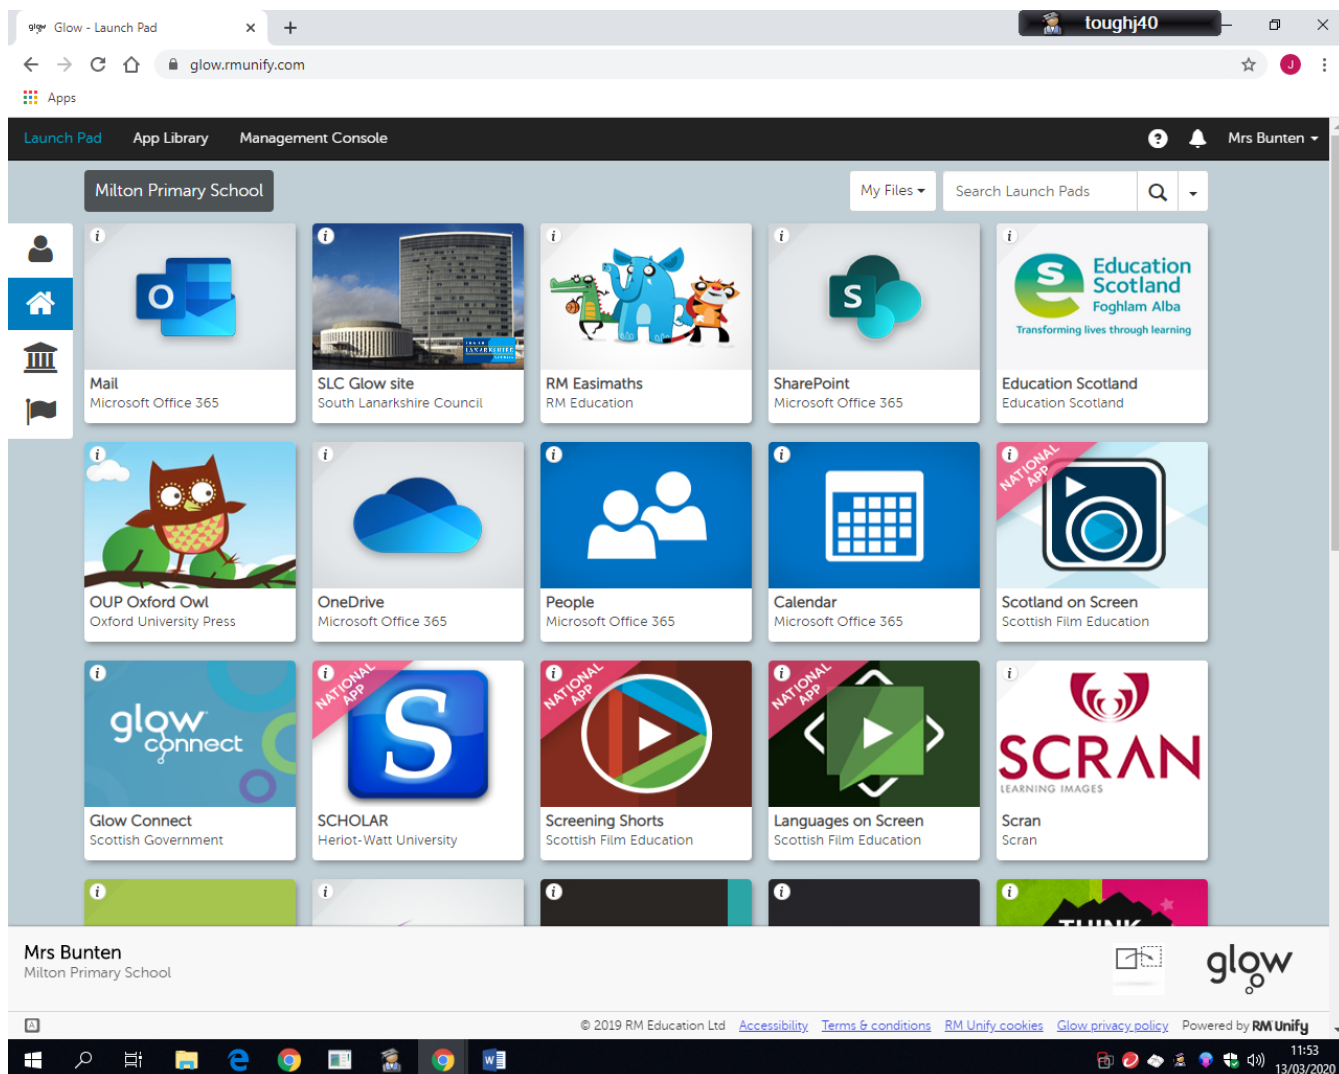 glow Glow - Launch Pad
toughj40
glow.rmunify.com
J
Apps
Launch Pad App Library Management Console Mrs Bunten
Milton Primary School My Files Search Launch Pads
Mail
Microsoft Office 365
SLC Glow site
South Lanarkshire Council
RM Easimaths
RM Education
SharePoint
Microsoft Office 365
Education
Scotland
Foghlam Alba
Transforming lives through learning
Education Scotland
Education Scotland
OUP Oxford Owl
Oxford University Press
OneDrive
Microsoft Office 365
People
Microsoft Office 365
Calendar
Microsoft Office 365
NATIONAL
APP
Scotland on Screen
Scottish Film Education
glow
connect
Glow Connect
Scottish Government
NATIONAL
APP
S
SCHOLAR
Heriot-Watt University
NATIONAL
APP
Screening Shorts
Scottish Film Education
NATIONAL
APP
Languages on Screen
Scottish Film Education
SCRAN
LEARNING IMAGES
Scran
Scran
THINK
Mrs Bunten
Milton Primary School
glow
© 2019 RM Education Ltd Accessibility Terms & conditions RM Unify cookies Glow privacy policy Powered by RM Unify
11:53
13/03/2020